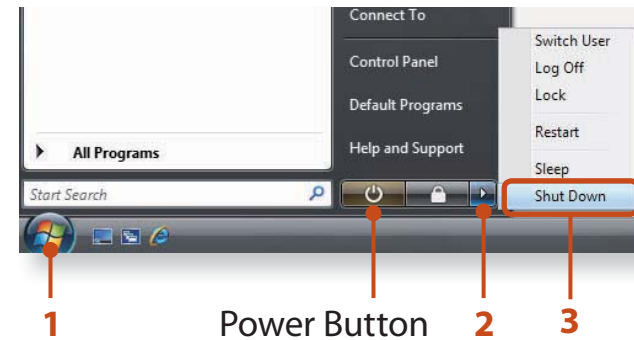 Connect To
Control Panel
Default Programs
Help and Support
Switch User
Log Off
Lock
Restart
Sleep
Shut Down
All Programs
Start Search
1
Power Button
2
3